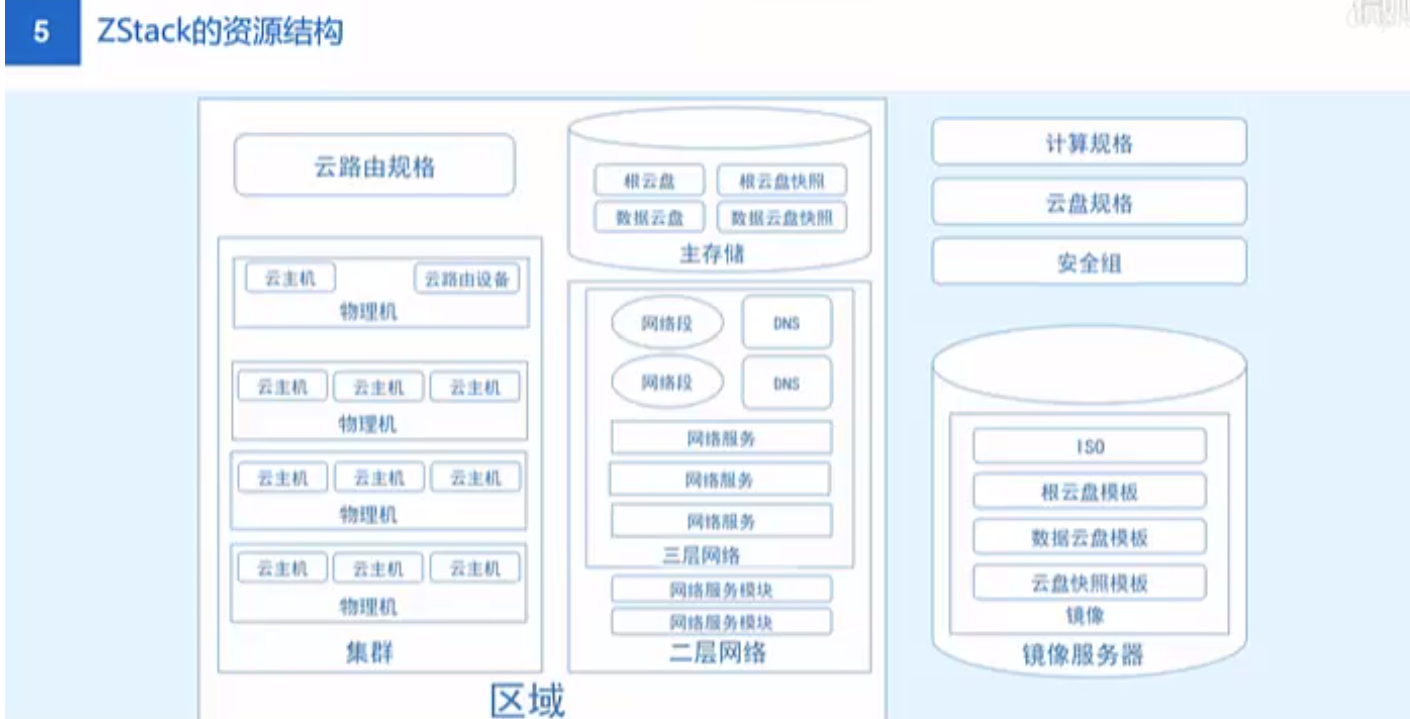 5
ZStack的资源结构
云路由规格
云主机
云路由设备
物理机
云主机
云主机
云主机
物理机
云主机
云主机
云主机
物理机
云主机
云主机
云主机
物理机
集群
根云盘
根云盘快照
数据云盘
数据云盘快照
主存储
网络段
DNS
网络段
DNS
网络服务
网络服务
网络服务
三层网络
网络服务模块
网络服务模块
二层网络
区域
计算规格
云盘规格
安全组
ISO
根云盘模板
数据云盘模板
云盘快照模板
镜像
镜像服务器